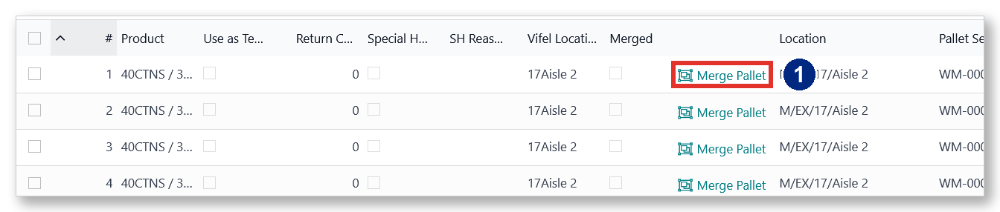 # Product Use as Te... Return C... Special H... SH Reas... Vifel Locati... Merged Location Pallet Se
1 40CTNS / 3... 0 17Aisle 2 Merge Pallet 1 /17/Aisle 2 WM-000
2 40CTNS / 3... 0 17Aisle 2 Merge Pallet M/EX/17/Aisle 2 WM-000
3 40CTNS / 3... 0 17Aisle 2 Merge Pallet M/EX/17/Aisle 2 WM-000
4 40CTNS / 3... 0 17Aisle 2 Merge Pallet M/EX/17/Aisle 2 WM-000